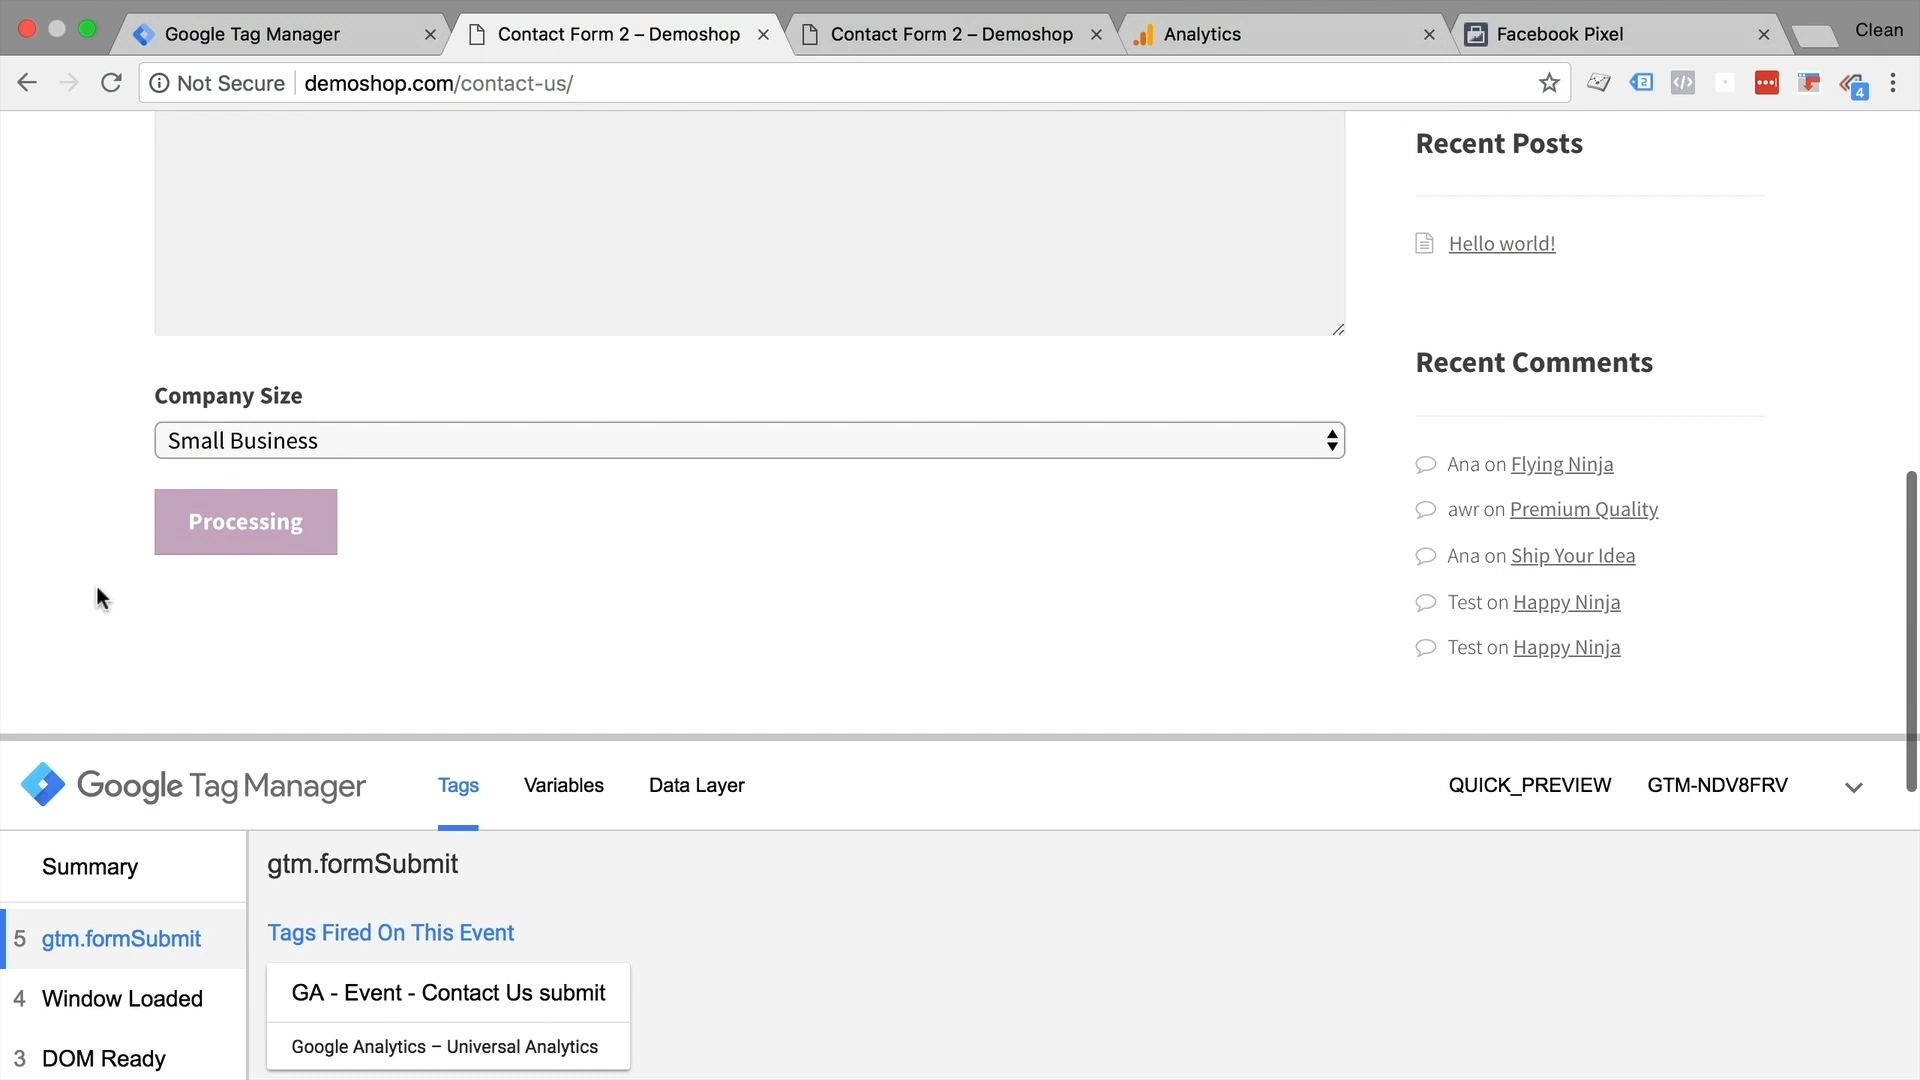 Google Tag Manager
Contact Form 2 – Demoshop
Contact Form 2 – Demoshop
Analytics
Facebook Pixel
Clean
Not Secure
demoshop.com/contact-us/
2
4
Recent Posts
Hello world!
Company Size
Small Business
Processing
Recent Comments
Ana on Flying Ninja
awr on Premium Quality
Ana on Ship Your Idea
Test on Happy Ninja
Test on Happy Ninja
Google Tag Manager
Tags
Variables
Data Layer
QUICK_PREVIEW
GTM-NDV8FRV
Summary
5 gtm.formSubmit
4 Window Loaded
3 DOM Ready
gtm.formSubmit
Tags Fired On This Event
GA - Event - Contact Us submit
Google Analytics – Universal Analytics